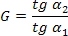 G = tg α₂ / tg α₁